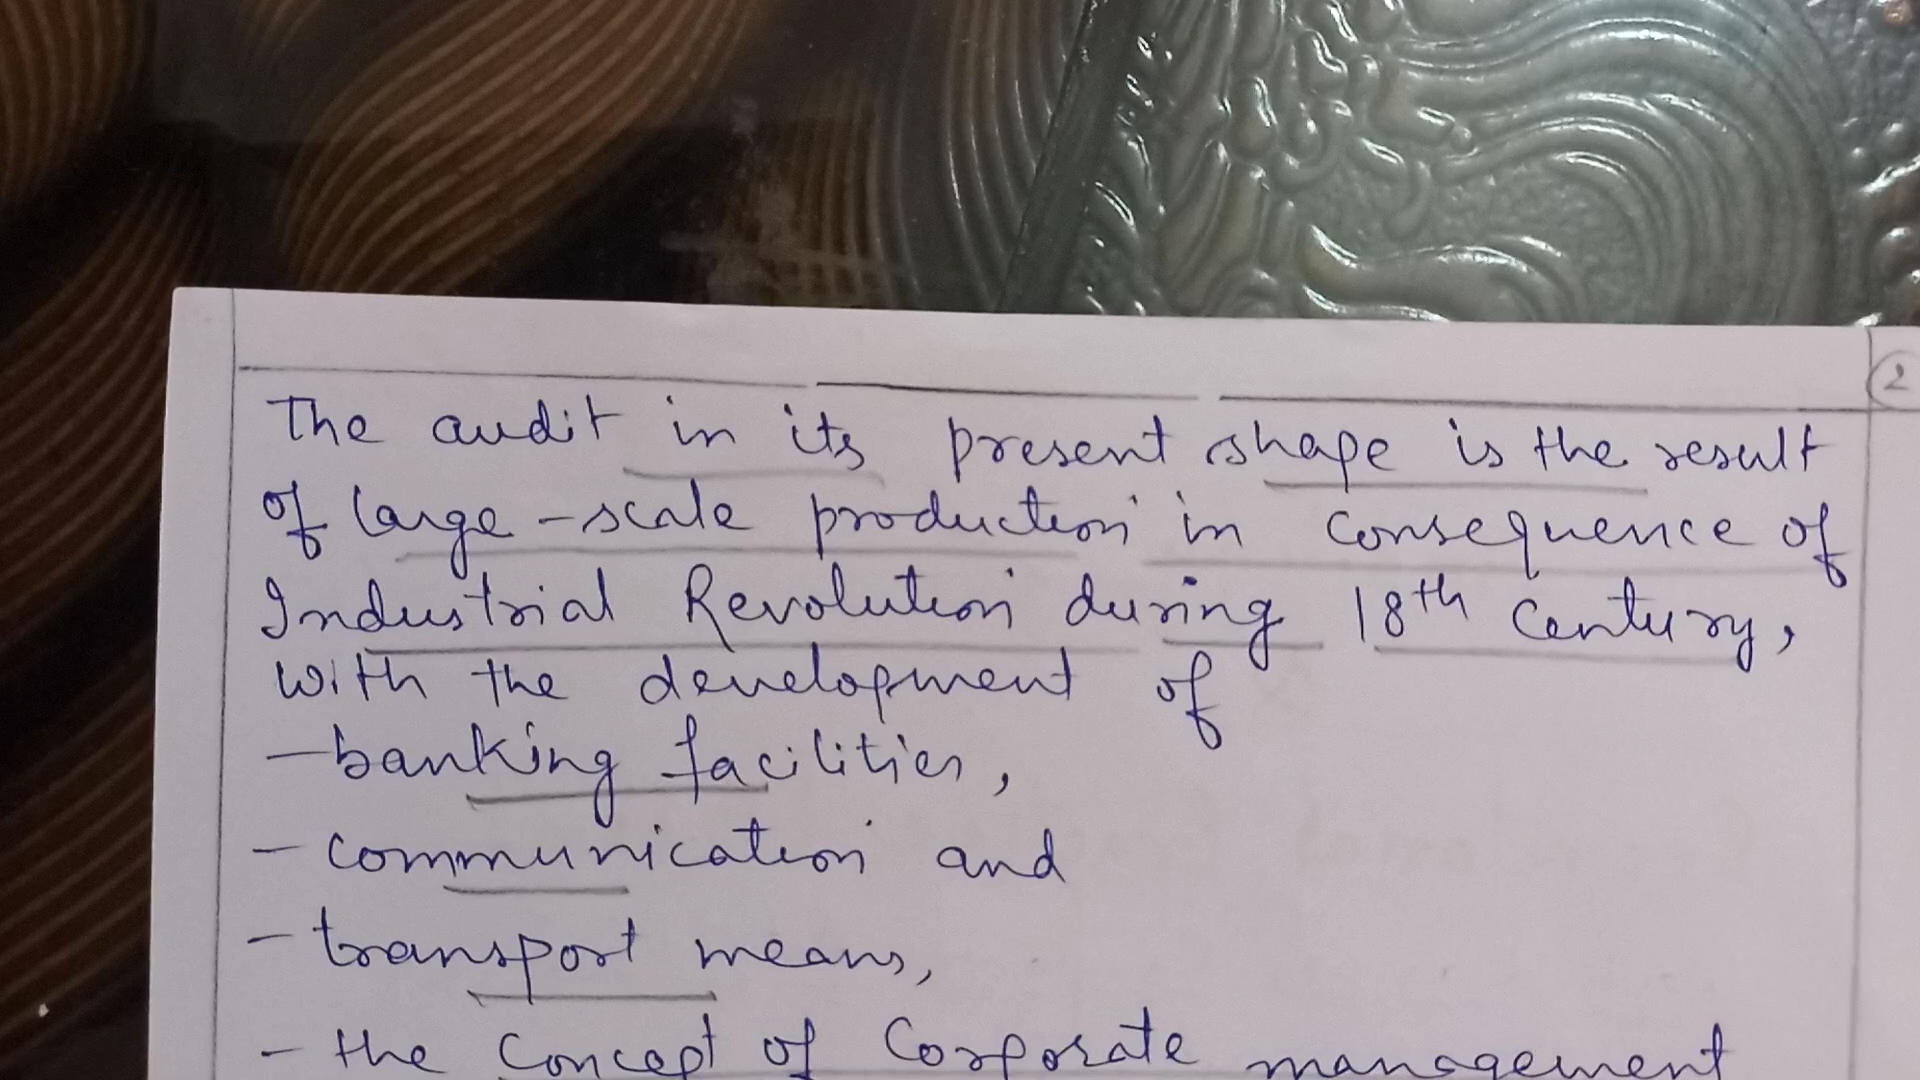 2
The audit in its present shape is the result
of large-scale production in consequence of
Industrial Revolution during 18th Century,
with the development of
- banking facilities,
- communication and
- transport means,
- the Concept of Corporate management